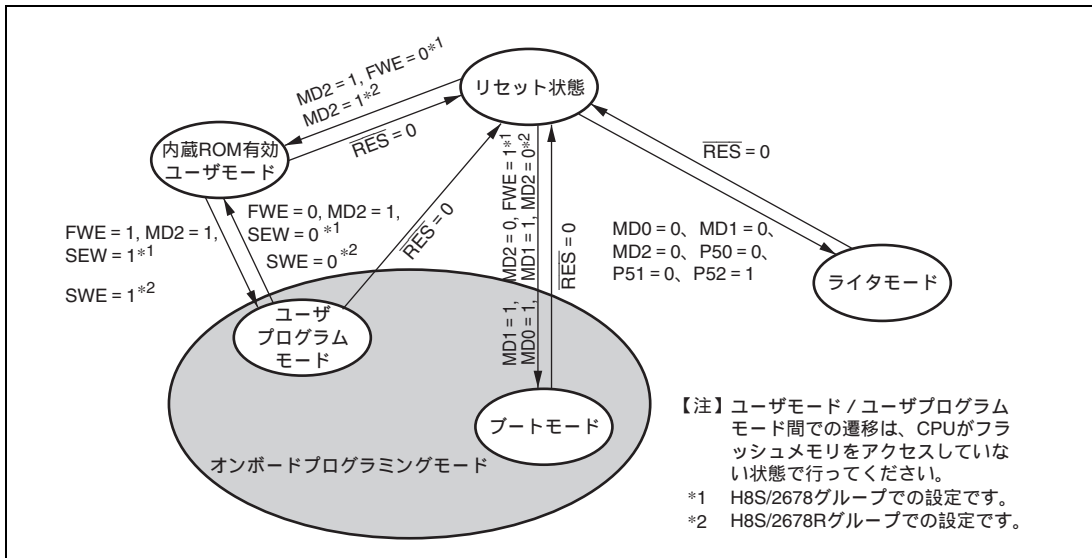 リセット状態
MD2 = 1, FWE = 0*1
MD2 = 1*2
RES = 0
内蔵ROM有効
ユーザモード
FWE = 1, MD2 = 1,
SEW = 1*1
SWE = 1*2
FWE = 0, MD2 = 1,
SEW = 0*1
SWE = 0*2
RES = 0
MD1 = 1, MD2 = 0, FWE = 1*1
MD0 = 1, MD1 = 1, MD2 = 0*2
RES = 0
RES = 0
MD0 = 0、MD1 = 0、
MD2 = 0、P50 = 0、
P51 = 0、P52 = 1
ライタモード
ユーザ
プログラム
モード
ブートモード
オンボードプログラミングモード
【注】ユーザモード / ユーザプログラム
モード間での遷移は、CPUがフラ
ッシュメモリをアクセスしていな
い状態で行ってください。
*1 H8S/2678グループでの設定です。
*2 H8S/2678Rグループでの設定です。